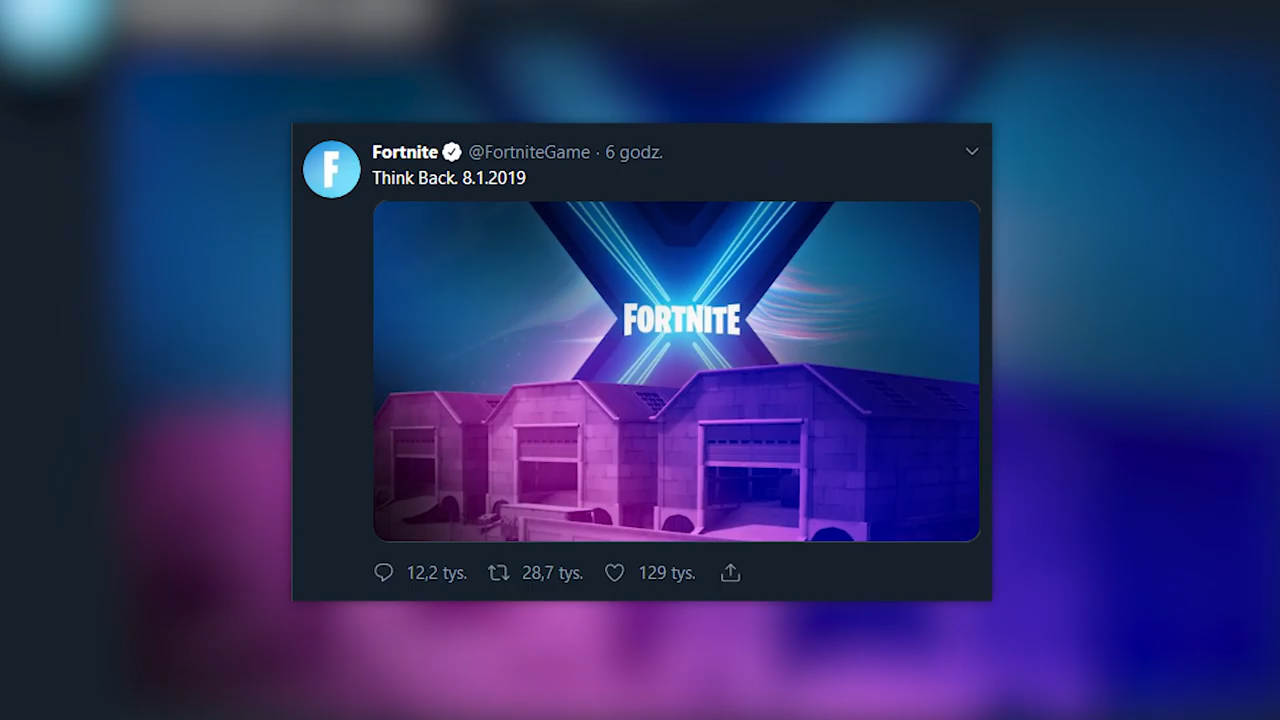 Fortnite @FortniteGame · 6 godz.
Think Back. 8.1.2019
FORTNITE
12,2 tys. 28,7 tys. 129 tys.